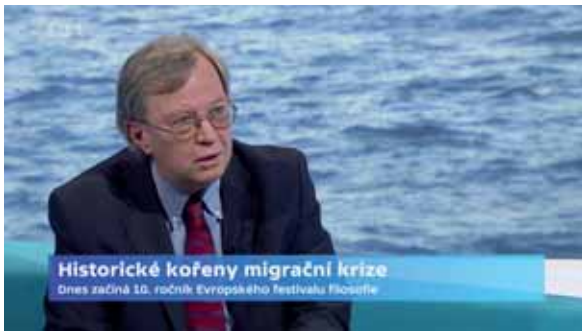 Historické kořeny migrační krize
Dnes začíná 10. ročník Evropského festivalu filosofie